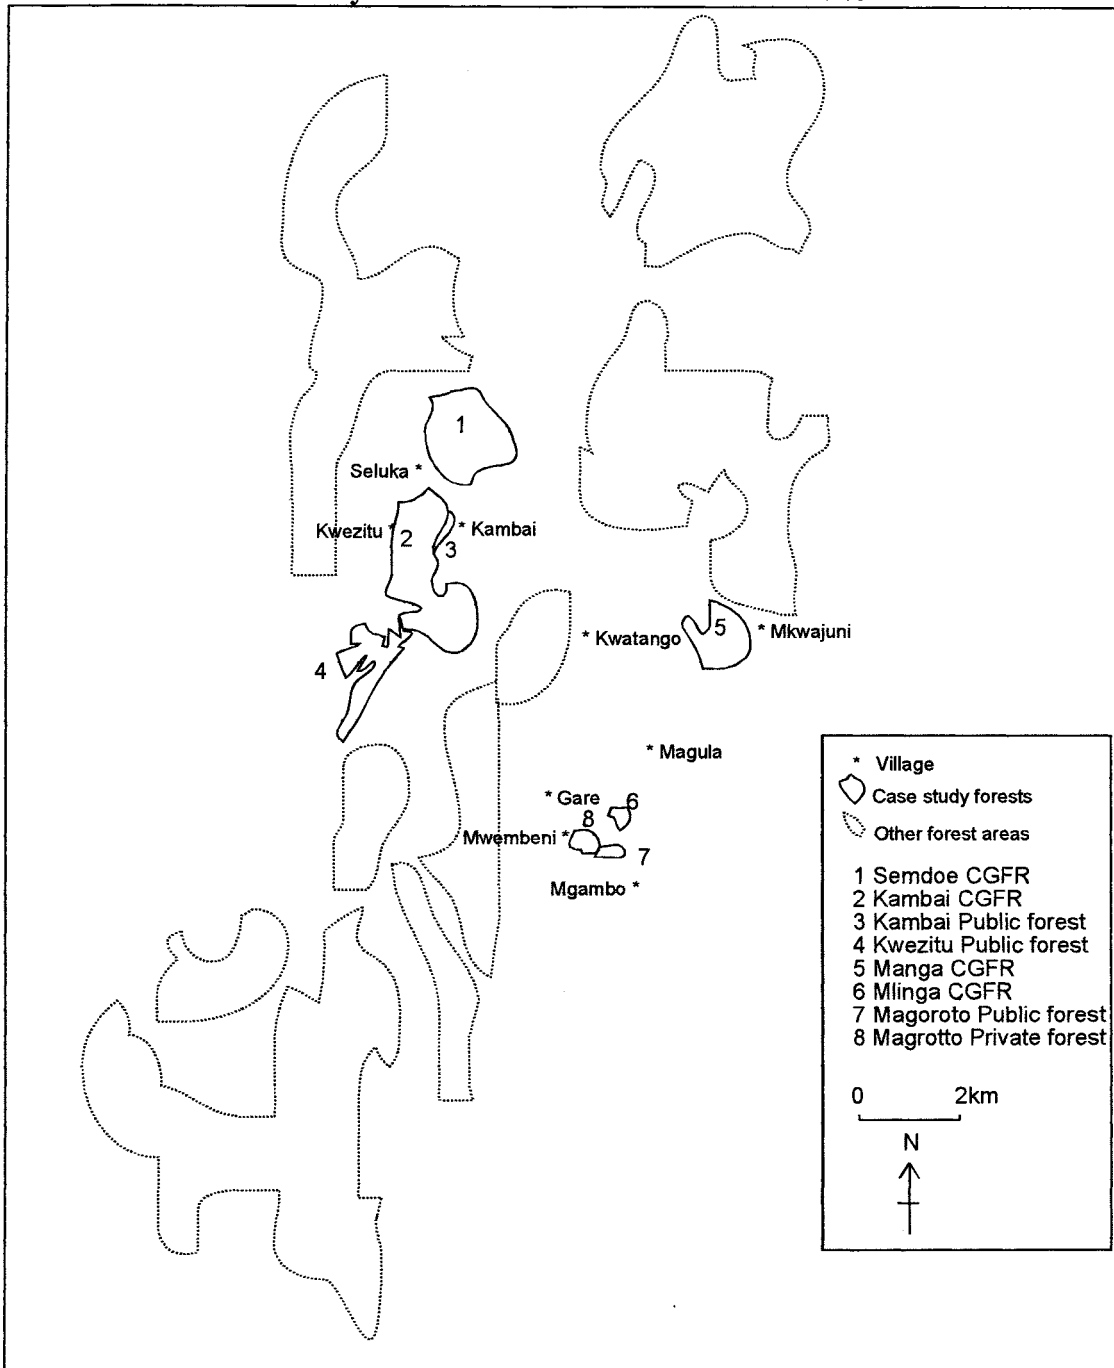 1
Seluka *
Kwezitu *
2
3
* Kambai
4
* Kwatango
5
* Mkwajuni
* Magula
* Gare
6
8
Mwembeni *
7
Mgambo *
* Village
Case study forests
Other forest areas
1 Semdoe CGFR
2 Kambai CGFR
3 Kambai Public forest
4 Kwezitu Public forest
5 Manga CGFR
6 Mlinga CGFR
7 Magoroto Public forest
8 Magrotto Private forest
0 2km
N